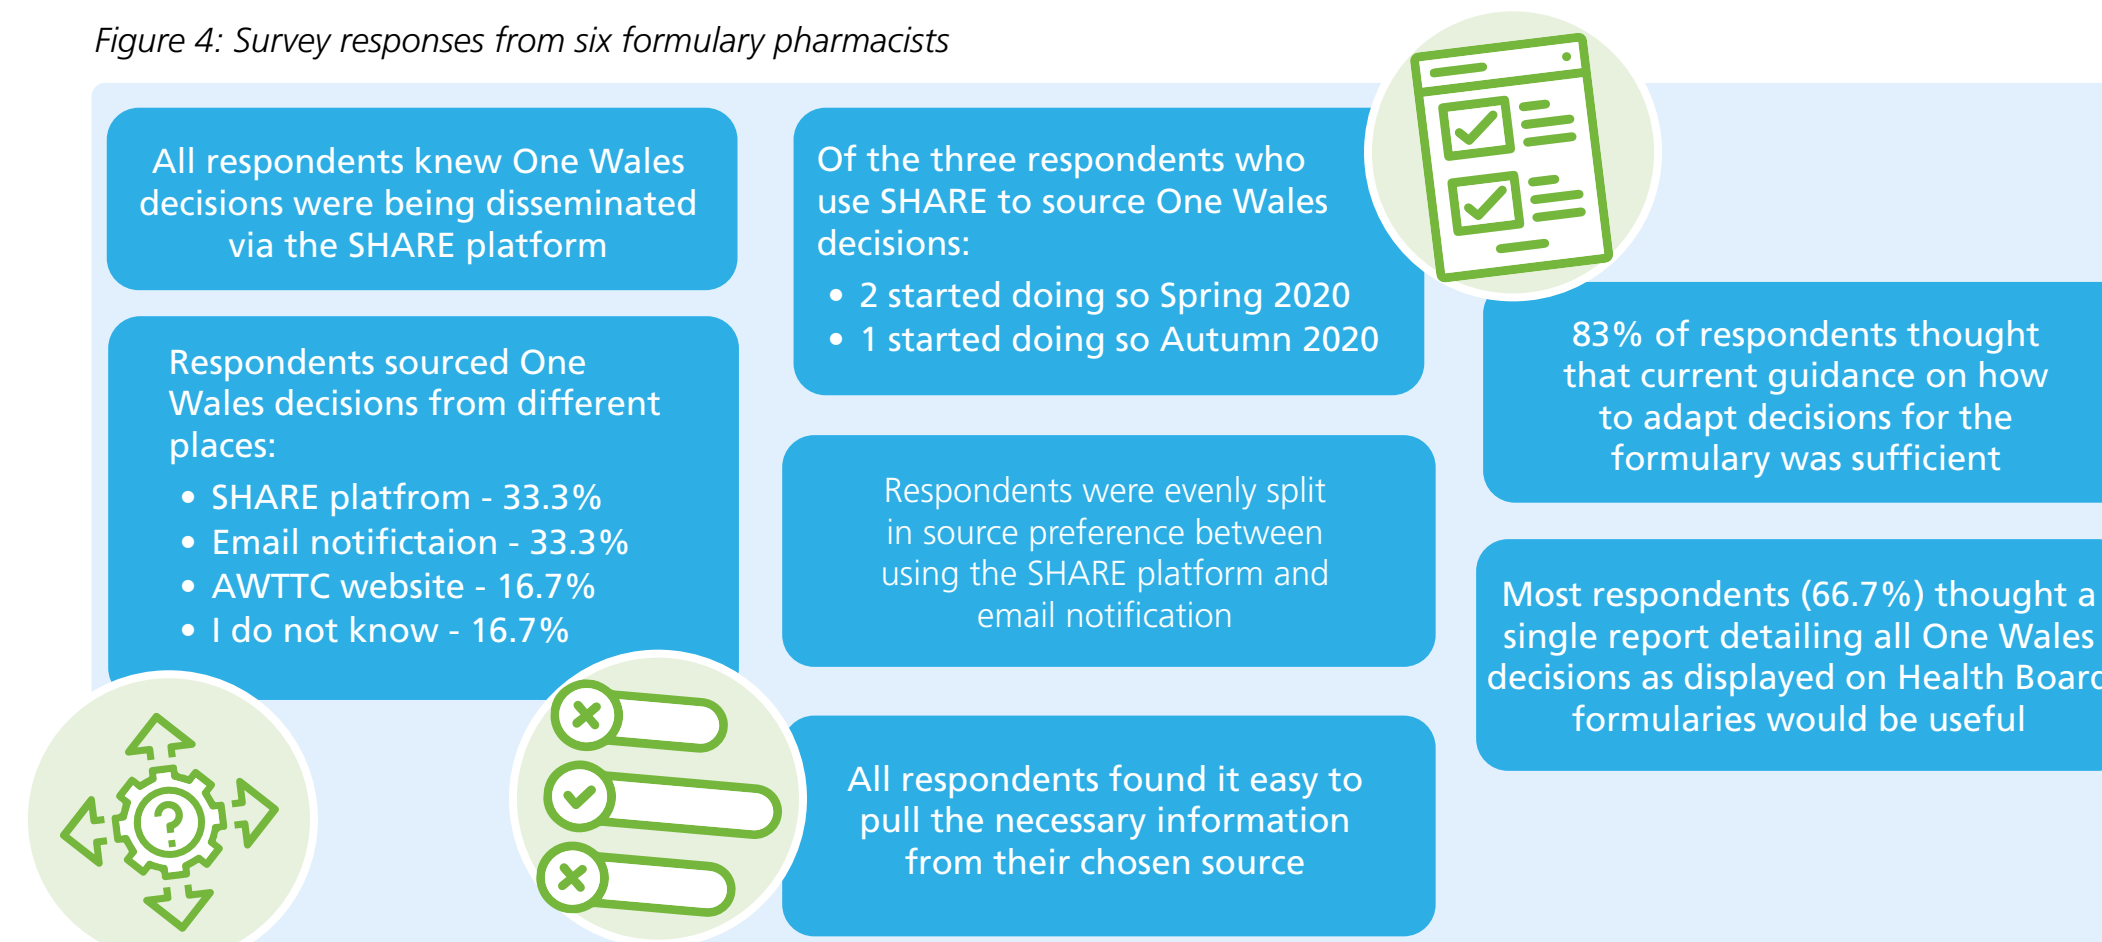 Figure 4: Survey responses from six formulary pharmacists
All respondents knew One Wales
decisions were being disseminated
via the SHARE platform
Respondents sourced One
Wales decisions from different
places:
• SHARE platfrom - 33.3%
• Email notifictaion - 33.3%
• AWTTC website - 16.7%
• I do not know - 16.7%
Of the three respondents who
use SHARE to source One Wales
decisions:
• 2 started doing so Spring 2020
• 1 started doing so Autumn 2020
Respondents were evenly split
in source preference between
using the SHARE platform and
email notification
All respondents found it easy to
pull the necessary information
from their chosen source
83% of respondents thought
that current guidance on how
to adapt decisions for the
formulary was sufficient
Most respondents (66.7%) thought a
single report detailing all One Wales
decisions as displayed on Health Board
formularies would be useful